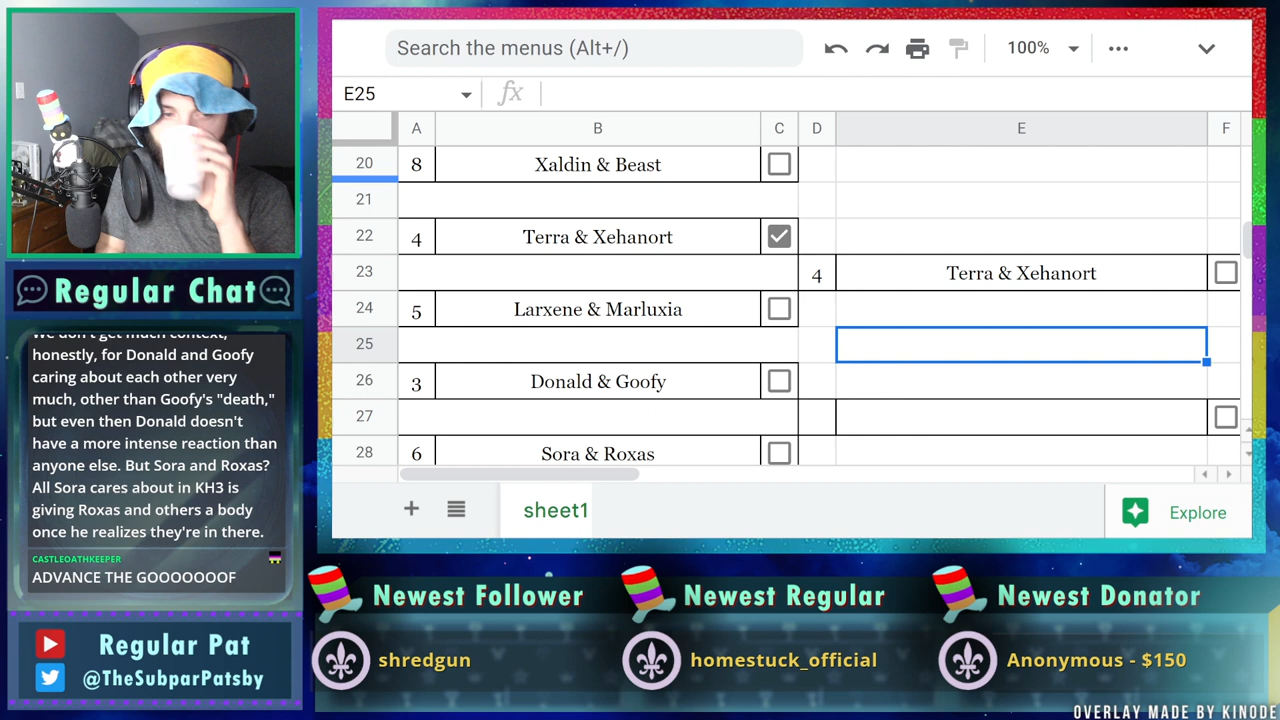 Search the menus (Alt+/)
100%
E25
fx
A B C D E F
20 8 Xaldin & Beast
21
22 4 Terra & Xehanort
23 4 Terra & Xehanort
24 5 Larxene & Marluxia
25
26 3 Donald & Goofy
27
28 6 Sora & Roxas
sheet1
Explore
Regular Chat
We don't get much context,
honestly, for Donald and Goofy
caring about each other very
much, other than Goofy's "death,"
but even then Donald doesn't
have a more intense reaction than
anyone else. But Sora and Roxas?
All Sora cares about in KH3 is
giving Roxas and others a body
once he realizes they're in there.
CASTLEOATHKEEPER
ADVANCE THE GOOOOOOOF
Regular Pat
@TheSubparPatsby
Newest Follower
shredgun
Newest Regular
homestuck_official
Newest Donator
Anonymous - $150
OVERLAY MADE BY KINODE